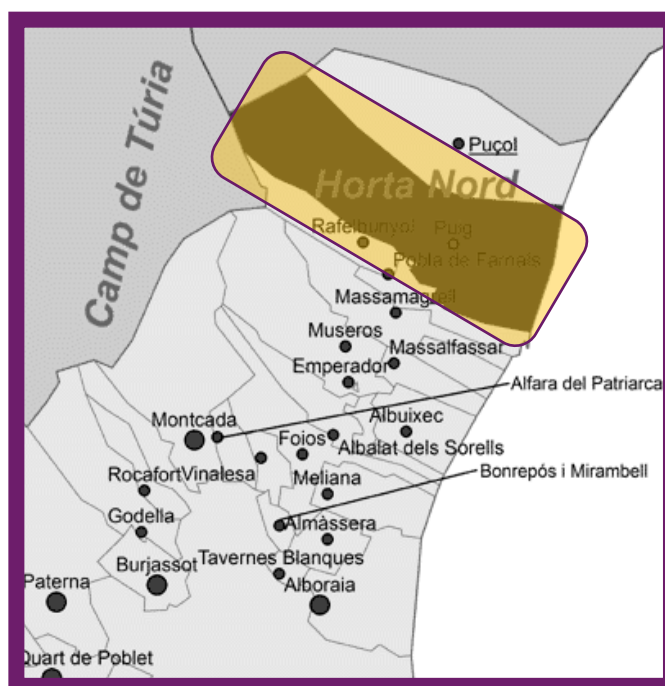 Camp de Túria
Puçol
Horta Nord
Rafelbunyol
Puig
Pobla de Farnals
Massamagrell
Museros
Massalfassar
Emperador
Alfara del Patriarca
Montcada
Albuixec
Foios
Albalat dels Sorells
Rocafort
Vinalesa
Bonrepós i Mirambell
Meliana
Godella
Almàssera
Burjassot
Tavernes Blanques
Paterna
Alboraia
Quart de Poblet